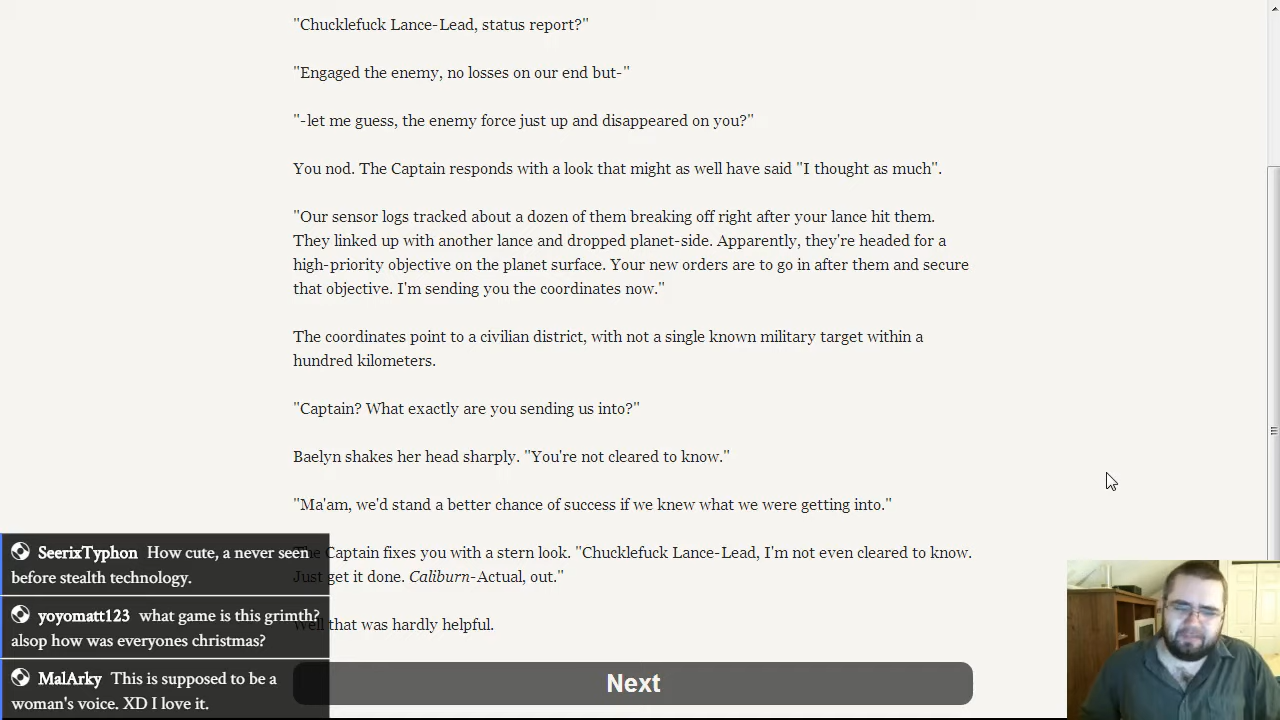 "Chucklefuck Lance-Lead, status report?"
"Engaged the enemy, no losses on our end but-"
"-let me guess, the enemy force just up and disappeared on you?"
You nod. The Captain responds with a look that might as well have said "I thought as much".
"Our sensor logs tracked about a dozen of them breaking off right after your lance hit them.
They linked up with another lance and dropped planet-side. Apparently, they're headed for a
high-priority objective on the planet surface. Your new orders are to go in after them and secure
that objective. I'm sending you the coordinates now."
The coordinates point to a civilian district, with not a single known military target within a
hundred kilometers.
"Captain? What exactly are you sending us into?"
Baelyn shakes her head sharply. "You're not cleared to know."
"Ma'am, we'd stand a better chance of success if we knew what we were getting into."
The Captain fixes you with a stern look. "Chucklefuck Lance-Lead, I'm not even cleared to know.
Just get it done. Caliburn-Actual, out."
Well that was hardly helpful.
Next
SeerixTyphon How cute, a never seen
before stealth technology.
yoyomatt123 what game is this grimth?
alsop how was everyones christmas?
MalArky This is supposed to be a
woman's voice. XD I love it.